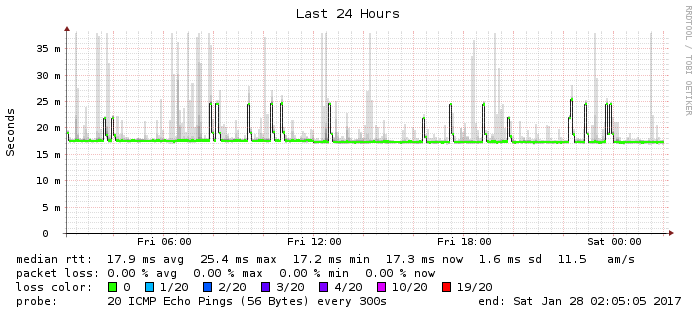 Last 24 Hours
RRDTOOL / TOBI OETIKER
Seconds
35 m
30 m
25 m
20 m
15 m
10 m
5 m
0
Fri 06:00 Fri 12:00 Fri 18:00 Sat 00:00
median rtt: 17.9 ms avg 25.4 ms max 17.2 ms min 17.3 ms now 1.6 ms sd 11.5 am/s
packet loss: 0.00 % avg 0.00 % max 0.00 % min 0.00 % now
loss color: 0 1/20 2/20 3/20 4/20 10/20 19/20
probe: 20 ICMP Echo Pings (56 Bytes) every 300s end: Sat Jan 28 02:05:05 2017